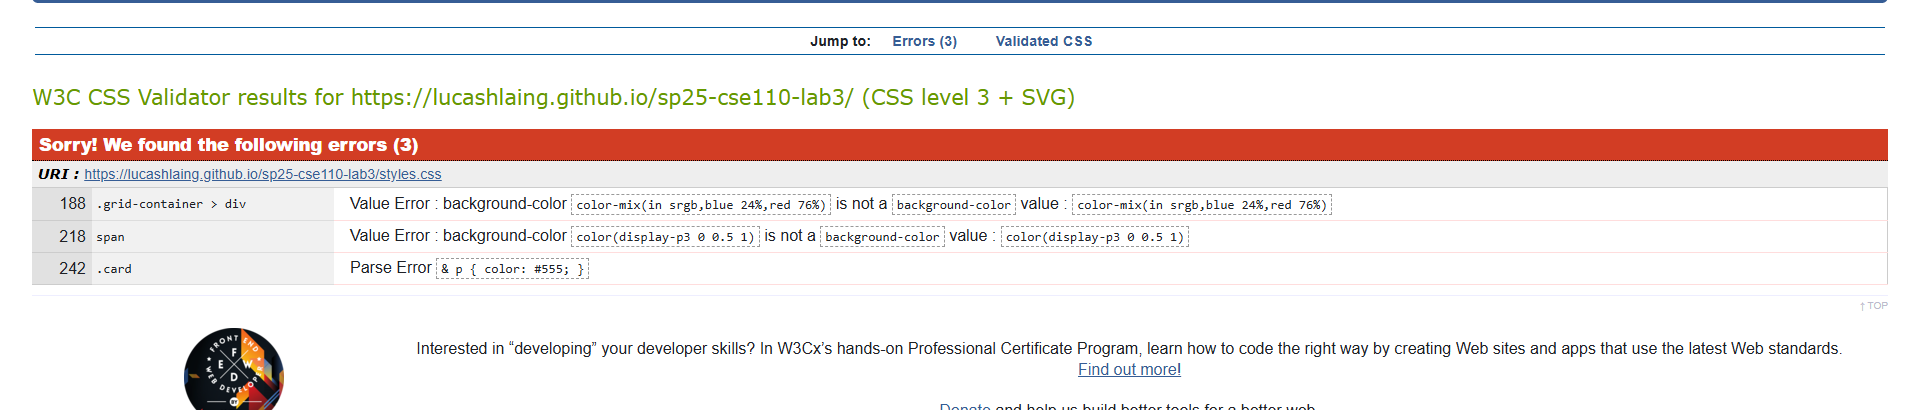 Jump to: Errors (3) Validated CSS
W3C CSS Validator results for https://lucashlaing.github.io/sp25-cse110-lab3/ (CSS level 3 + SVG)
Sorry! We found the following errors (3)
URI : https://lucashlaing.github.io/sp25-cse110-lab3/styles.css
188 .grid-container > div Value Error : background-color color-mix(in srgb,blue 24%,red 76%) is not a background-color value : color-mix(in srgb,blue 24%,red 76%)
218 span Value Error : background-color color(display-p3 0 0.5 1) is not a background-color value : color(display-p3 0 0.5 1)
242 .card Parse Error & p { color: #555; }
↑ TOP
FRONT END
WEB DEVELOPER
F
E W
D
BY
Interested in “developing” your developer skills? In W3Cx’s hands-on Professional Certificate Program, learn how to code the right way by creating Web sites and apps that use the latest Web standards.
Find out more!
Donate and help us build better tools for a better web.